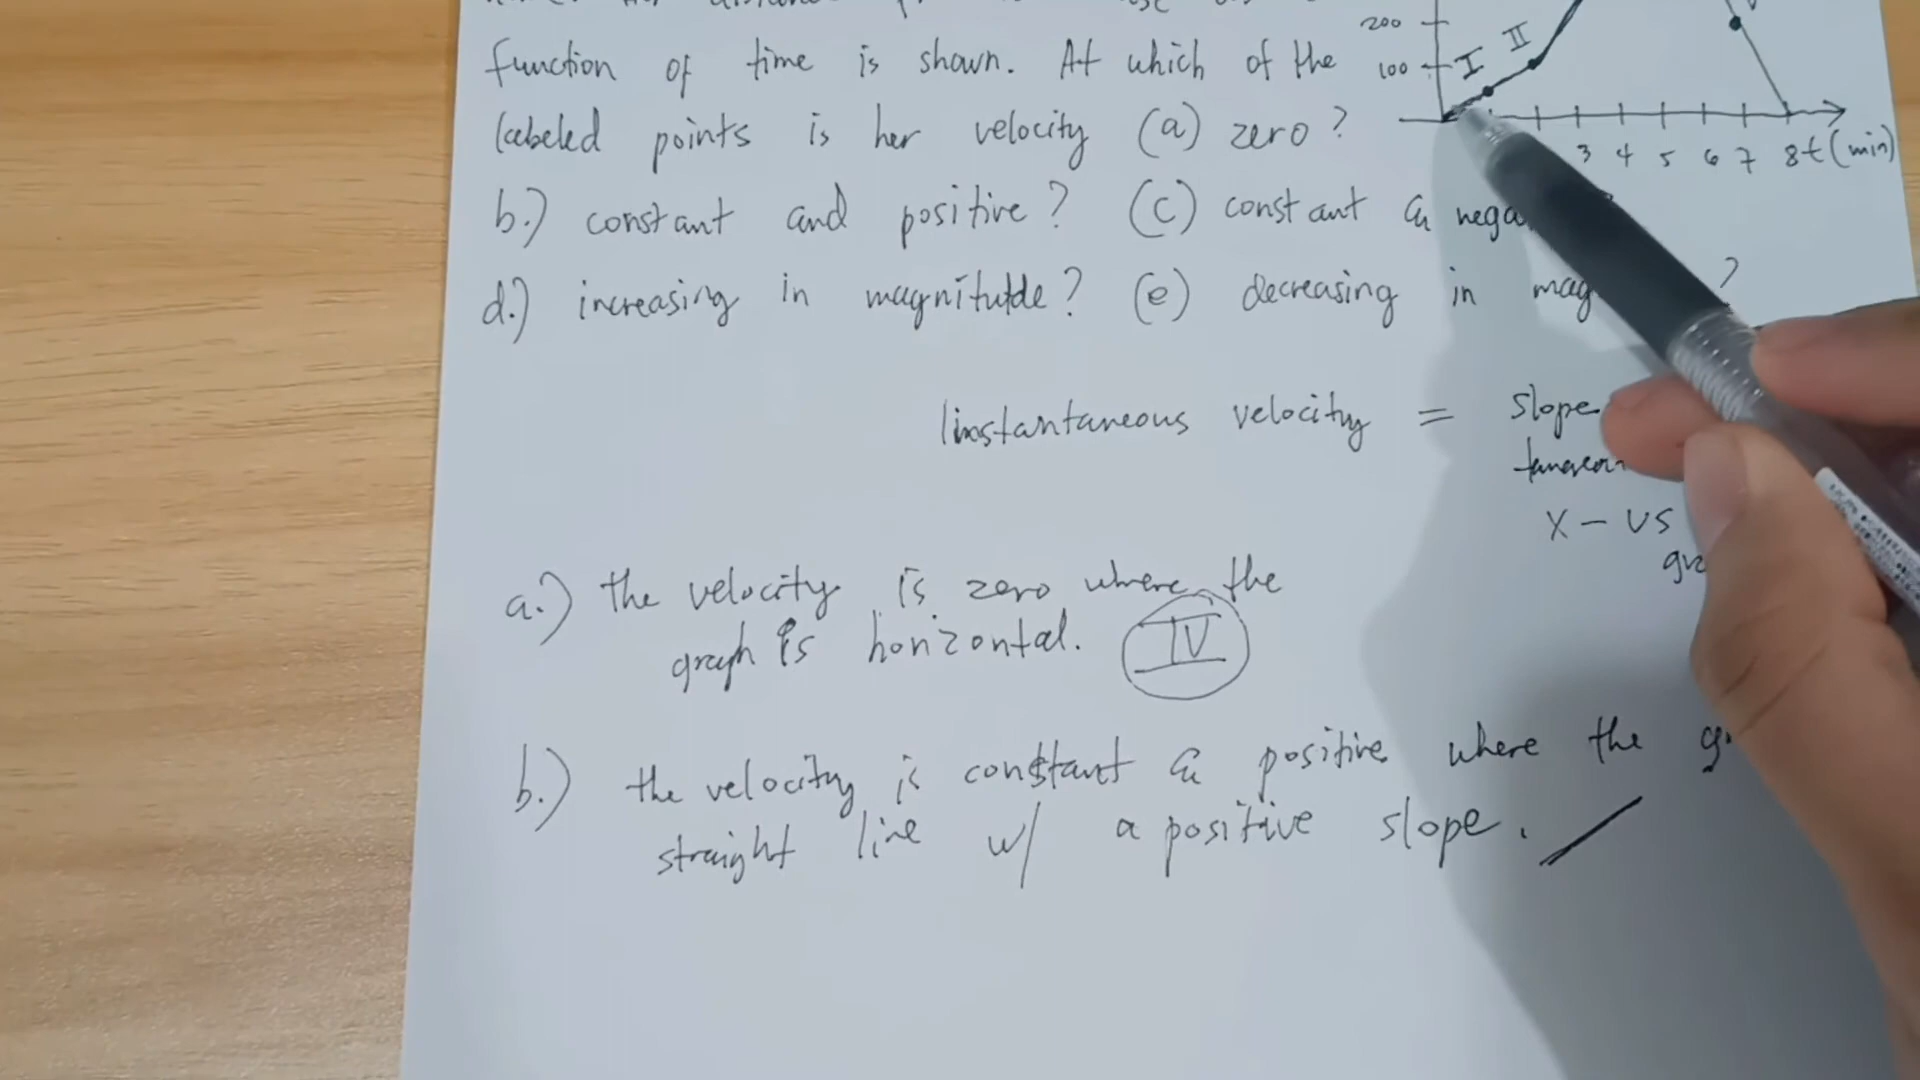 function of time is shown. At which of the
labeled points is her velocity (a) zero?
b.) constant and positive? (c) constant &
d.) increasing in magnitutde? (e) decreasing in ?
200
100
I
II
3 4 5 6 7 8 t(min)
Iinstantaneous velocity = slope
X - vs
a.) the velocity is zero where the
graph is horizontal. IV
b.) the velocity is constant & positive where the
straight line w/ a positive slope.